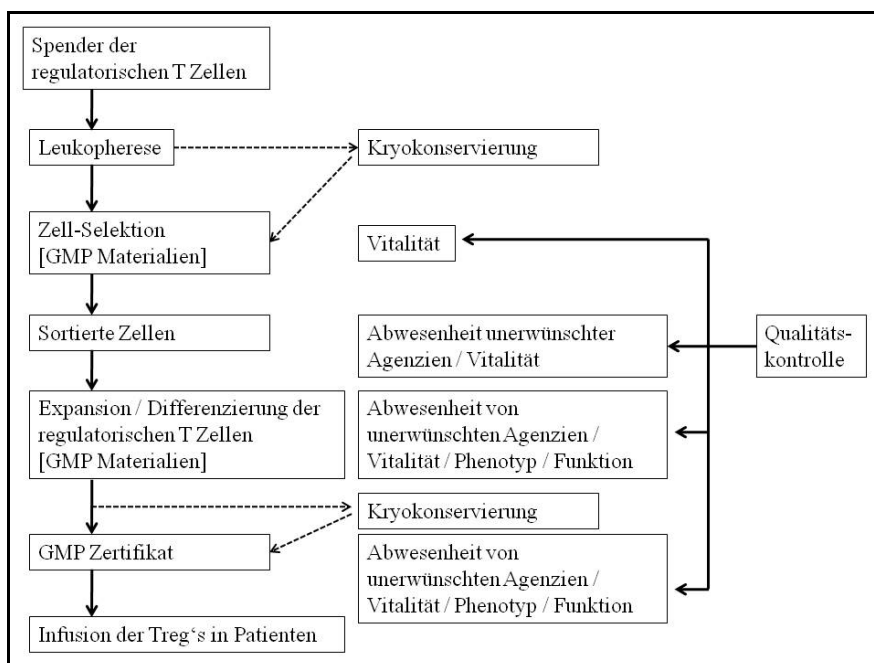 Spender der
regulatorischen T Zellen
Leukopherese
Kryokonservierung
Zell-Selektion
[GMP Materialien]
Vitalität
Sortierte Zellen
Abwesenheit unerwünschter
Agenzien / Vitalität
Qualitäts-
kontrolle
Expansion / Differenzierung der
regulatorischen T Zellen
[GMP Materialien]
Abwesenheit von
unerwünschten Agenzien /
Vitalität / Phenotyp / Funktion
Kryokonservierung
GMP Zertifikat
Abwesenheit von
unerwünschten Agenzien /
Vitalität / Phenotyp / Funktion
Infusion der Treg‘s in Patienten